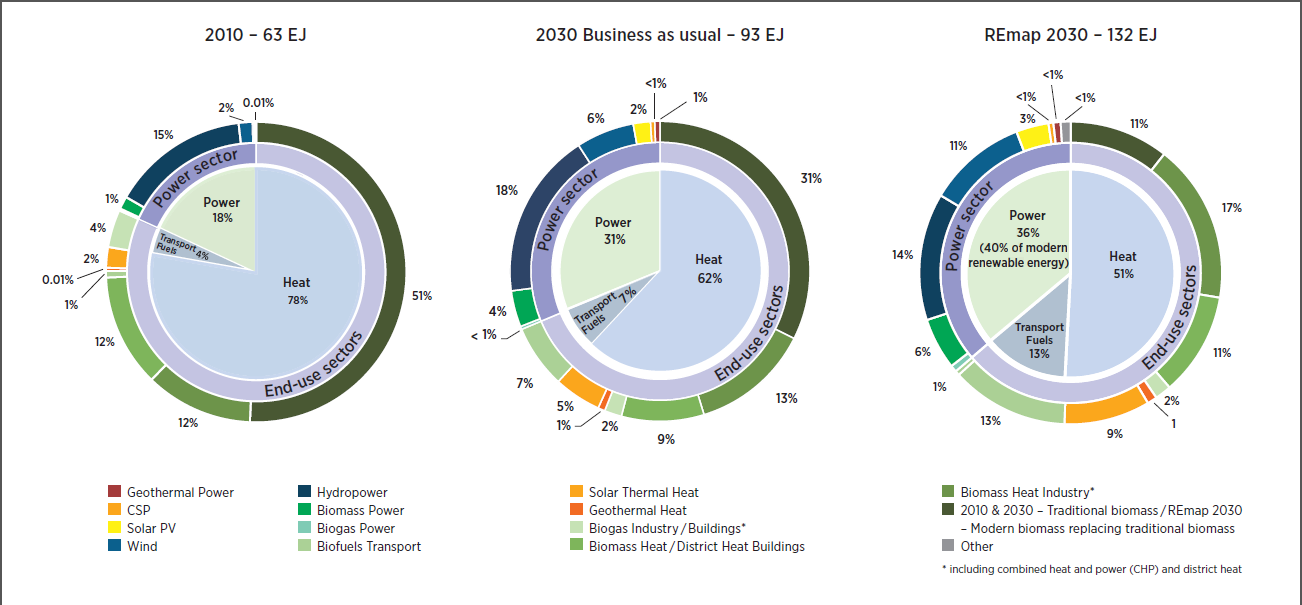 2010 – 63 EJ
2030 Business as usual – 93 EJ
REmap 2030 – 132 EJ
2%
0.01%
15%
1%
4%
2%
0.01%
1%
12%
12%
51%
Power sector
End-use sectors
Power
18%
Transport 4%
Fuels
Heat
78%
<1%
1%
2%
6%
18%
4%
< 1%
7%
5%
1%
2%
9%
13%
31%
Power sector
End-use sectors
Power
31%
Transport 7%
Fuels
Heat
62%
<1%
<1%
<1%
3%
11%
14%
6%
1%
13%
9%
1
2%
11%
17%
11%
Power sector
End-use sectors
Power
36%
(40% of modern
renewable energy)
Transport
Fuels
13%
Heat
51%
Geothermal Power
CSP
Solar PV
Wind
Hydropower
Biomass Power
Biogas Power
Biofuels Transport
Solar Thermal Heat
Geothermal Heat
Biogas Industry / Buildings*
Biomass Heat / District Heat Buildings
Biomass Heat Industry*
2010 & 2030 – Traditional biomass / REmap 2030
– Modern biomass replacing traditional biomass
Other
* including combined heat and power (CHP) and district heat